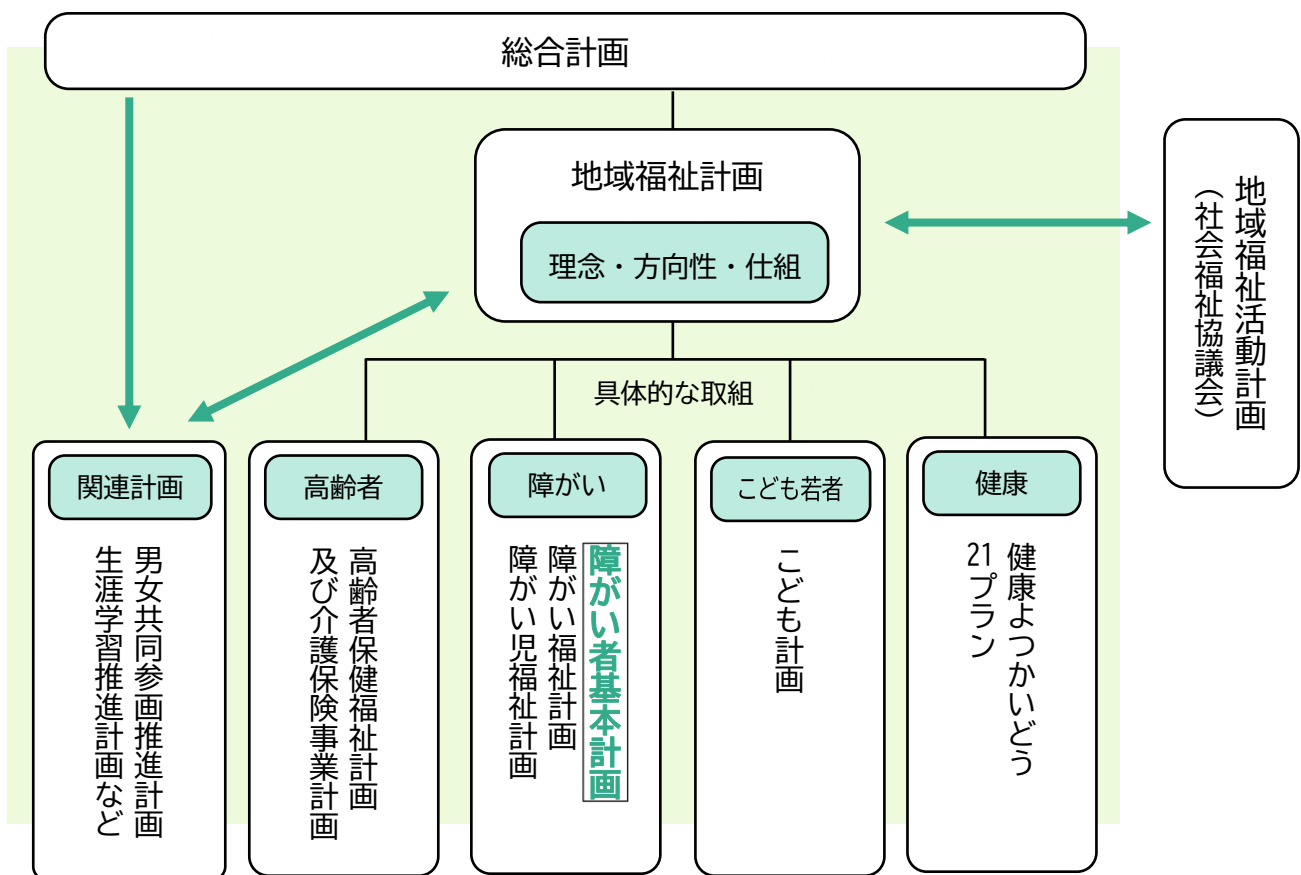 総合計画
地域福祉計画
理念・方向性・仕組
地域福祉活動計画
（社会福祉協議会）
具体的な取組
関連計画
男女共同参画推進計画
生涯学習推進計画など
高齢者
高齢者保健福祉計画
及び介護保険事業計画
障がい
障がい者基本計画
障がい福祉計画
障がい児福祉計画
こども若者
こども計画
健康
健康よつかいどう
21プラン